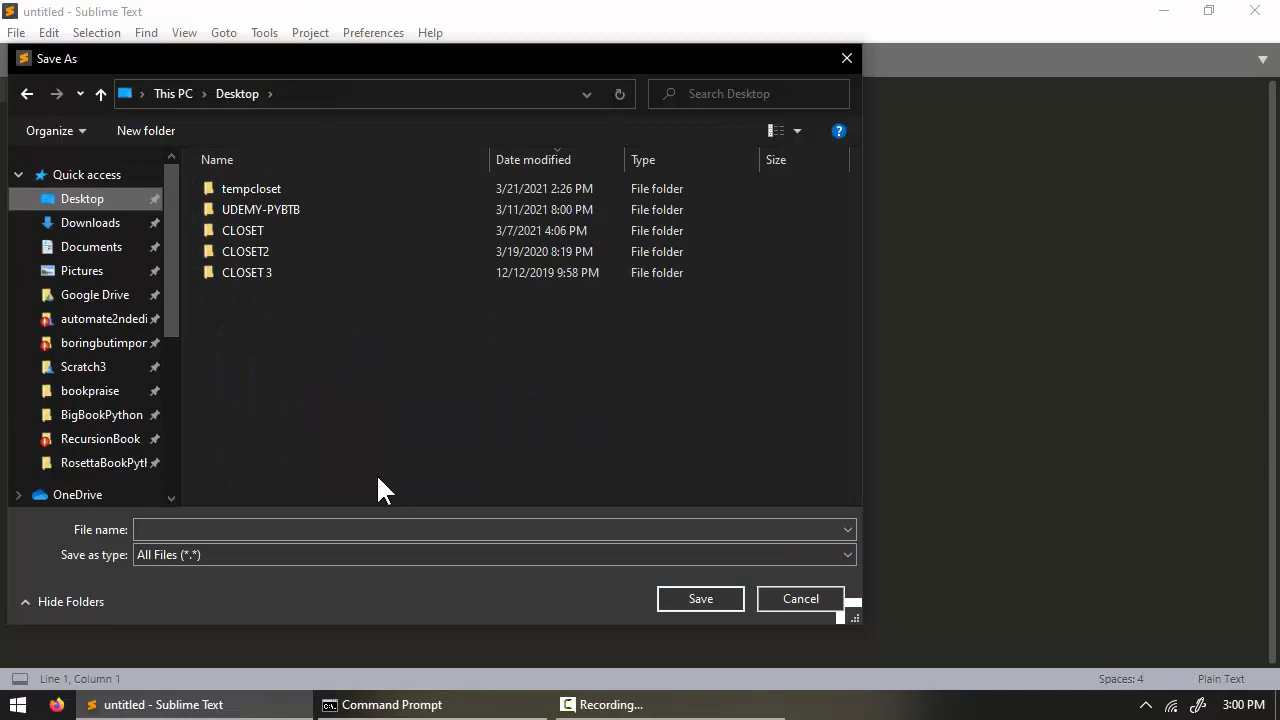 untitled - Sublime Text
File Edit Selection Find View Goto Tools Project Preferences Help
Save As
This PC Desktop Search Desktop
Organize New folder ?
Name Date modified Type Size
Quick access
Desktop
Downloads
Documents
Pictures
Google Drive
automate2ndedi
boringbutimpor
Scratch3
bookpraise
BigBookPython
RecursionBook
RosettaBookPytl
OneDrive
tempcloset 3/21/2021 2:26 PM File folder
UDEMY-PYBTB 3/11/2021 8:00 PM File folder
CLOSET 3/7/2021 4:06 PM File folder
CLOSET2 3/19/2020 8:19 PM File folder
CLOSET 3 12/12/2019 9:58 PM File folder
File name:
Save as type: All Files (*.*)
Hide Folders Save Cancel
Line 1, Column 1 Spaces: 4 Plain Text
untitled - Sublime Text Command Prompt Recording... 3:00 PM